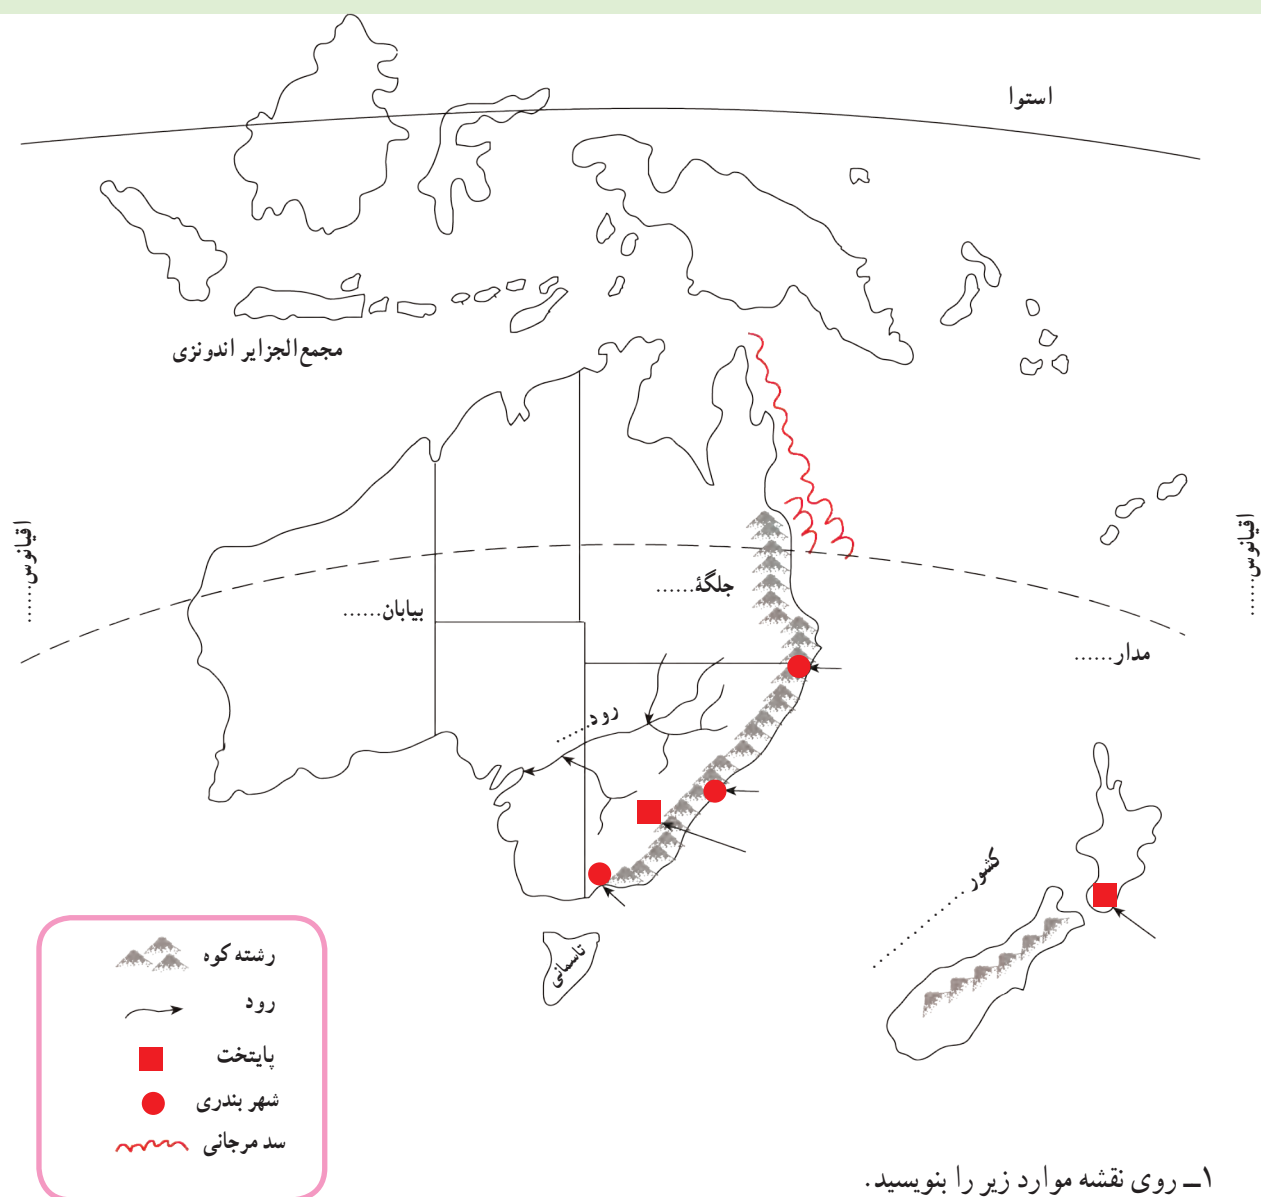 استوا
مجمع‌الجزایر اندونزی
اقیانوس......
اقیانوس......
جلگهٔ......
بیابان......
مدار......
رود......
کشور ............
تاسمانی
رشته کوه
رود
پایتخت
شهر بندری
سد مرجانی
۱ــ روی نقشه موارد زیر را بنویسید.